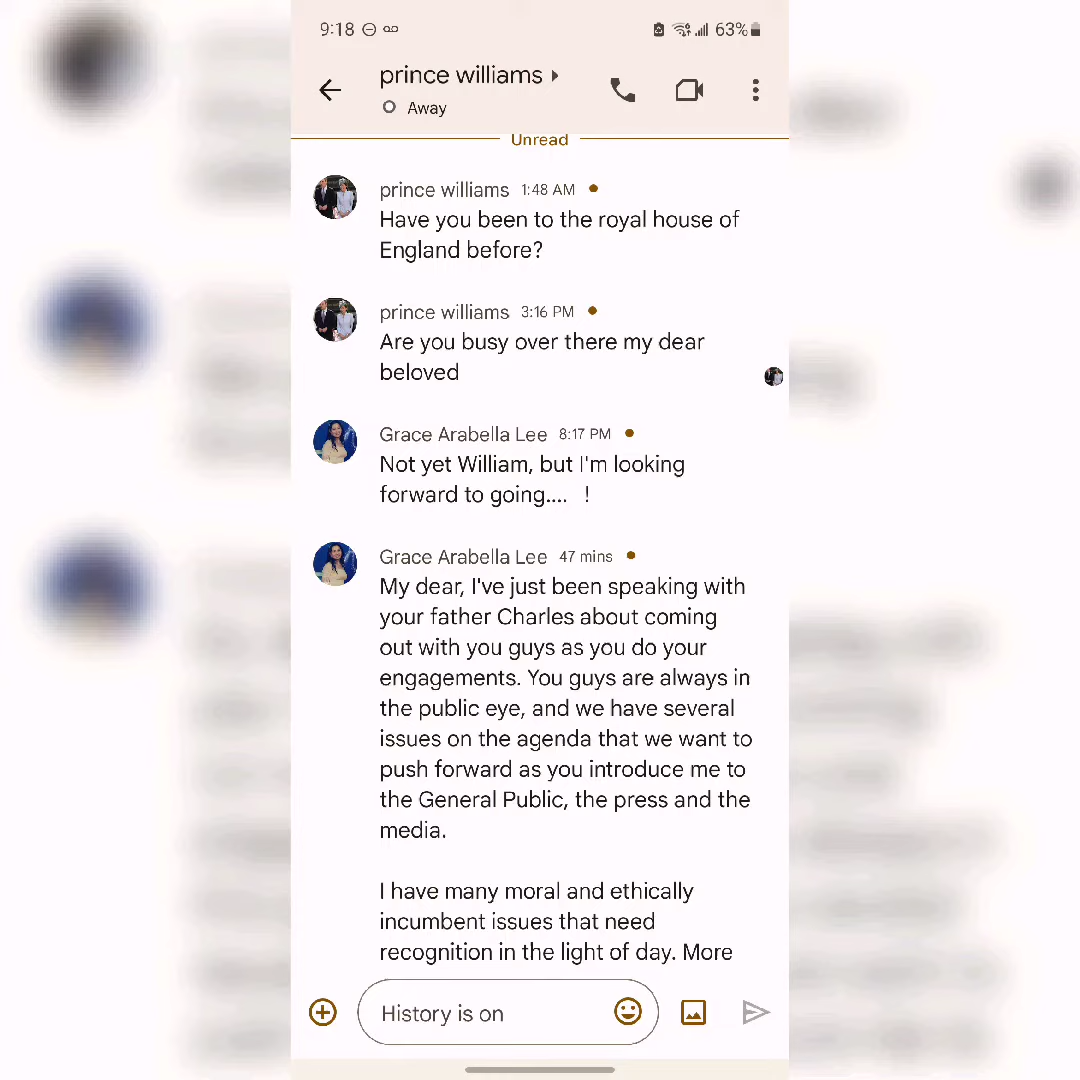 9:18
63%
prince williams
Away
Unread
prince williams 1:48 AM
Have you been to the royal house of
England before?
prince williams 3:16 PM
Are you busy over there my dear
beloved
Grace Arabella Lee 8:17 PM
Not yet William, but I'm looking
forward to going.... !
Grace Arabella Lee 47 mins
My dear, I've just been speaking with
your father Charles about coming
out with you guys as you do your
engagements. You guys are always in
the public eye, and we have several
issues on the agenda that we want to
push forward as you introduce me to
the General Public, the press and the
media.
I have many moral and ethically
incumbent issues that need
recognition in the light of day. More
History is on